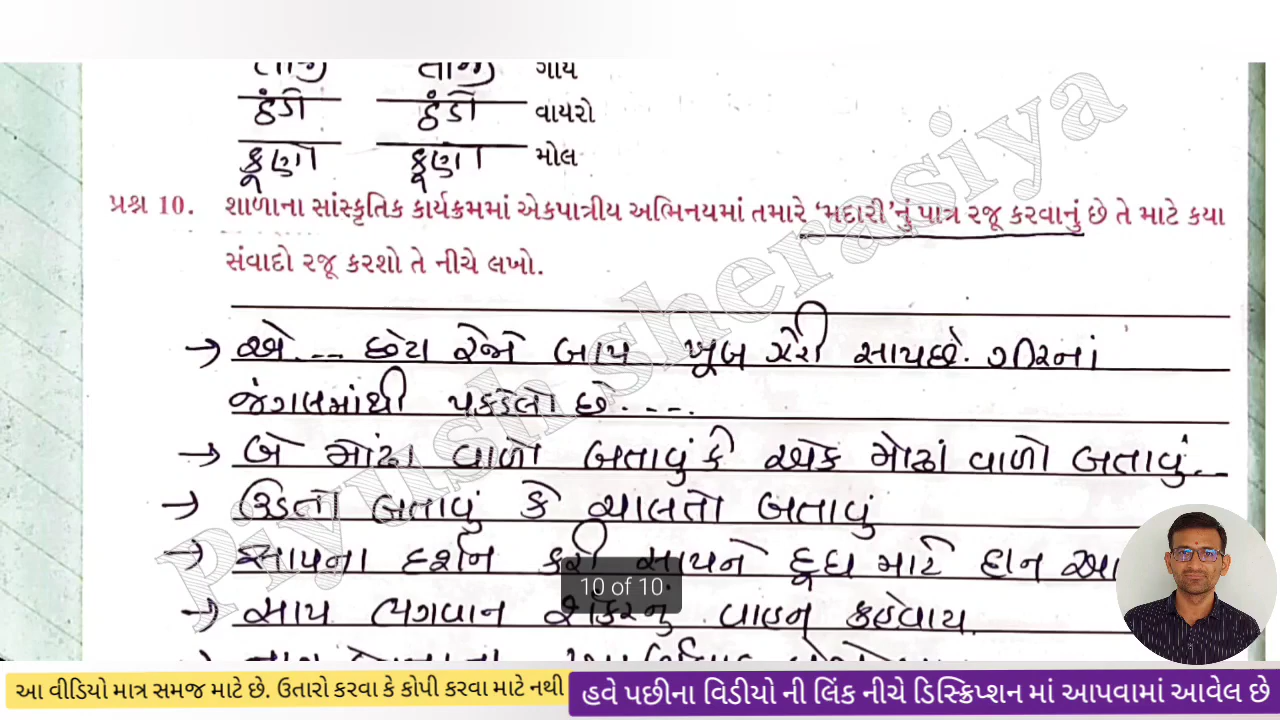 તાજી તાજી ગાય
ઠંડો ઠંડો વાયરો
કૂણો કૂણો મોલ
પ્રશ્ન 10. શાળાના સાંસ્કૃતિક કાર્યક્રમમાં એકપાત્રીય અભિનયમાં તમારે ‘મદારી’નું પાત્ર રજૂ કરવાનું છે તે માટે કયા
સંવાદો રજૂ કરશો તે નીચે લખો.
→ એ... છેટા રેજો બાપ ખૂબ ઝેરી સાપ છે. ગીરનાં
જંગલમાંથી પકડેલો છે....
→ બે મોંઢા વાળો બતાવું કે એક મોઢાં વાળો બતાવું..
→ ઉડતો બતાવું કે ચાલતો બતાવું
→ સાપના દર્શન કરી સાપને દૂધ માટે દાન આ
→ સાપ ભગવાન શંકરનુ વાહન કહેવાય.
Piyush sherasiya
10 of 10
આ વીડિયો માત્ર સમજ માટે છે. ઉતારો કરવા કે કોપી કરવા માટે નથી
હવે પછીના વિડીયો ની લિંક નીચે ડિસ્ક્રિપ્શન માં આપવામાં આવેલ છે